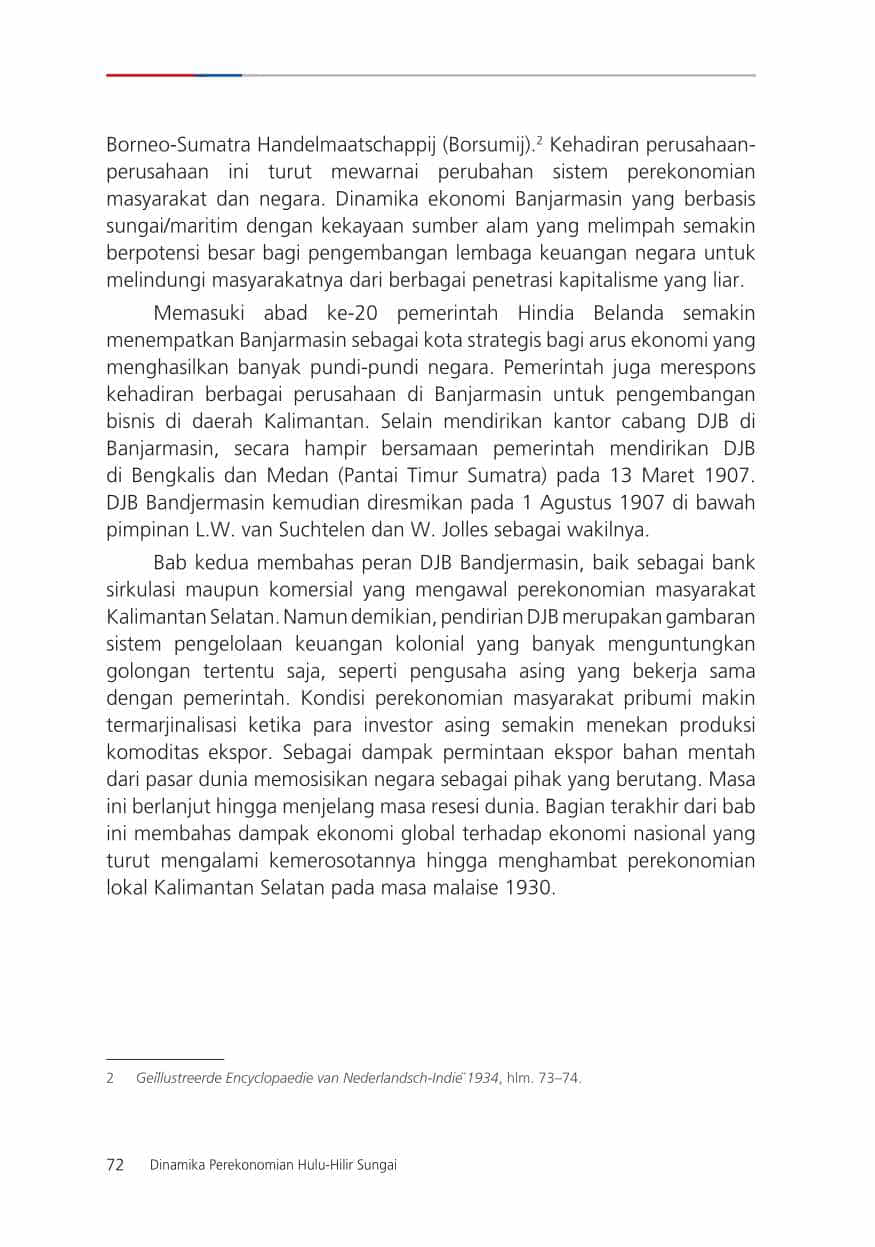 Borneo-Sumatra Handelmaatschappij (Borsumij).² Kehadiran perusahaan-
perusahaan ini turut mewarnai perubahan sistem perekonomian
masyarakat dan negara. Dinamika ekonomi Banjarmasin yang berbasis
sungai/maritim dengan kekayaan sumber alam yang melimpah semakin
berpotensi besar bagi pengembangan lembaga keuangan negara untuk
melindungi masyarakatnya dari berbagai penetrasi kapitalisme yang liar.
Memasuki abad ke-20 pemerintah Hindia Belanda semakin
menempatkan Banjarmasin sebagai kota strategis bagi arus ekonomi yang
menghasilkan banyak pundi-pundi negara. Pemerintah juga merespons
kehadiran berbagai perusahaan di Banjarmasin untuk pengembangan
bisnis di daerah Kalimantan. Selain mendirikan kantor cabang DJB di
Banjarmasin, secara hampir bersamaan pemerintah mendirikan DJB
di Bengkalis dan Medan (Pantai Timur Sumatra) pada 13 Maret 1907.
DJB Bandjermasin kemudian diresmikan pada 1 Agustus 1907 di bawah
pimpinan L.W. van Suchtelen dan W. Jolles sebagai wakilnya.
Bab kedua membahas peran DJB Bandjermasin, baik sebagai bank
sirkulasi maupun komersial yang mengawal perekonomian masyarakat
Kalimantan Selatan. Namun demikian, pendirian DJB merupakan gambaran
sistem pengelolaan keuangan kolonial yang banyak menguntungkan
golongan tertentu saja, seperti pengusaha asing yang bekerja sama
dengan pemerintah. Kondisi perekonomian masyarakat pribumi makin
termarjinalisasi ketika para investor asing semakin menekan produksi
komoditas ekspor. Sebagai dampak permintaan ekspor bahan mentah
dari pasar dunia memosisikan negara sebagai pihak yang berutang. Masa
ini berlanjut hingga menjelang masa resesi dunia. Bagian terakhir dari bab
ini membahas dampak ekonomi global terhadap ekonomi nasional yang
turut mengalami kemerosotannya hingga menghambat perekonomian
lokal Kalimantan Selatan pada masa malaise 1930.
2 Geïllustreerde Encyclopaedie van Nederlandsch-Indie¨1934, hlm. 73–74.
72 Dinamika Perekonomian Hulu-Hilir Sungai